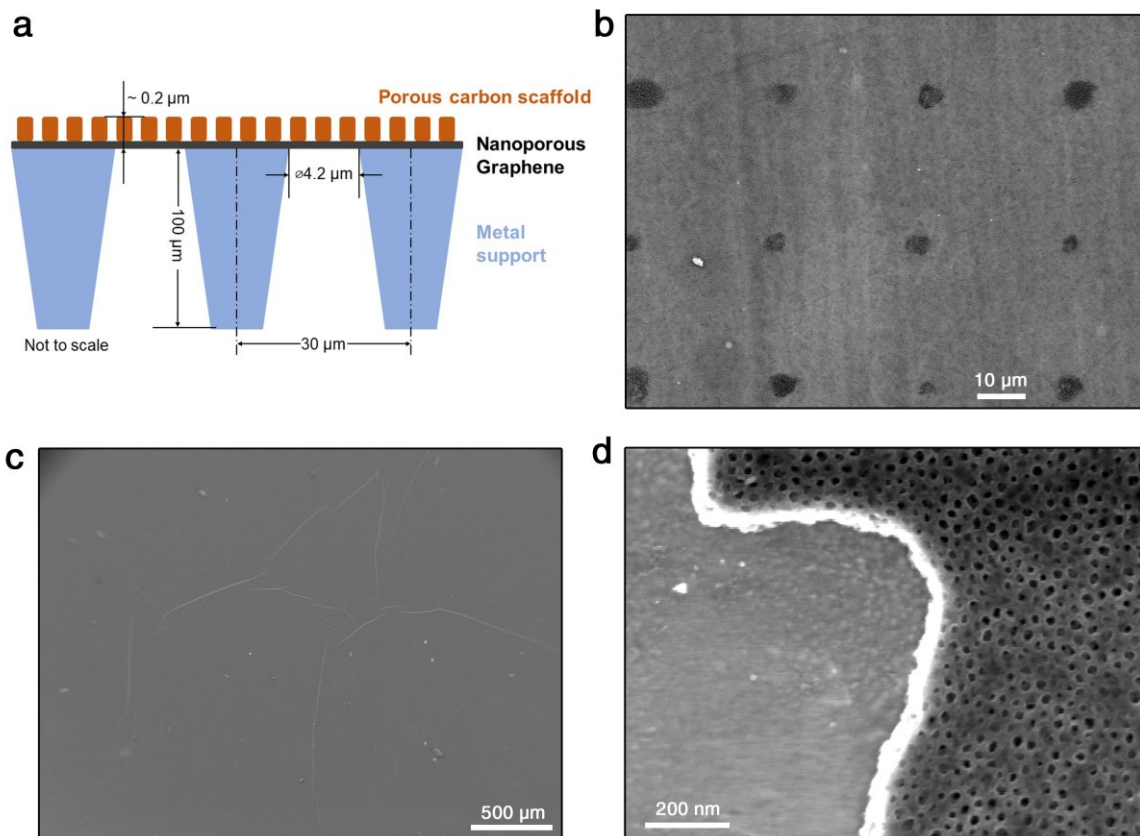 a
~ 0.2 µm
Porous carbon scaffold
Nanoporous
Graphene
⌀4.2 µm
100 µm
Metal
support
Not to scale
30 µm
b
10 µm
c
500 µm
d
200 nm